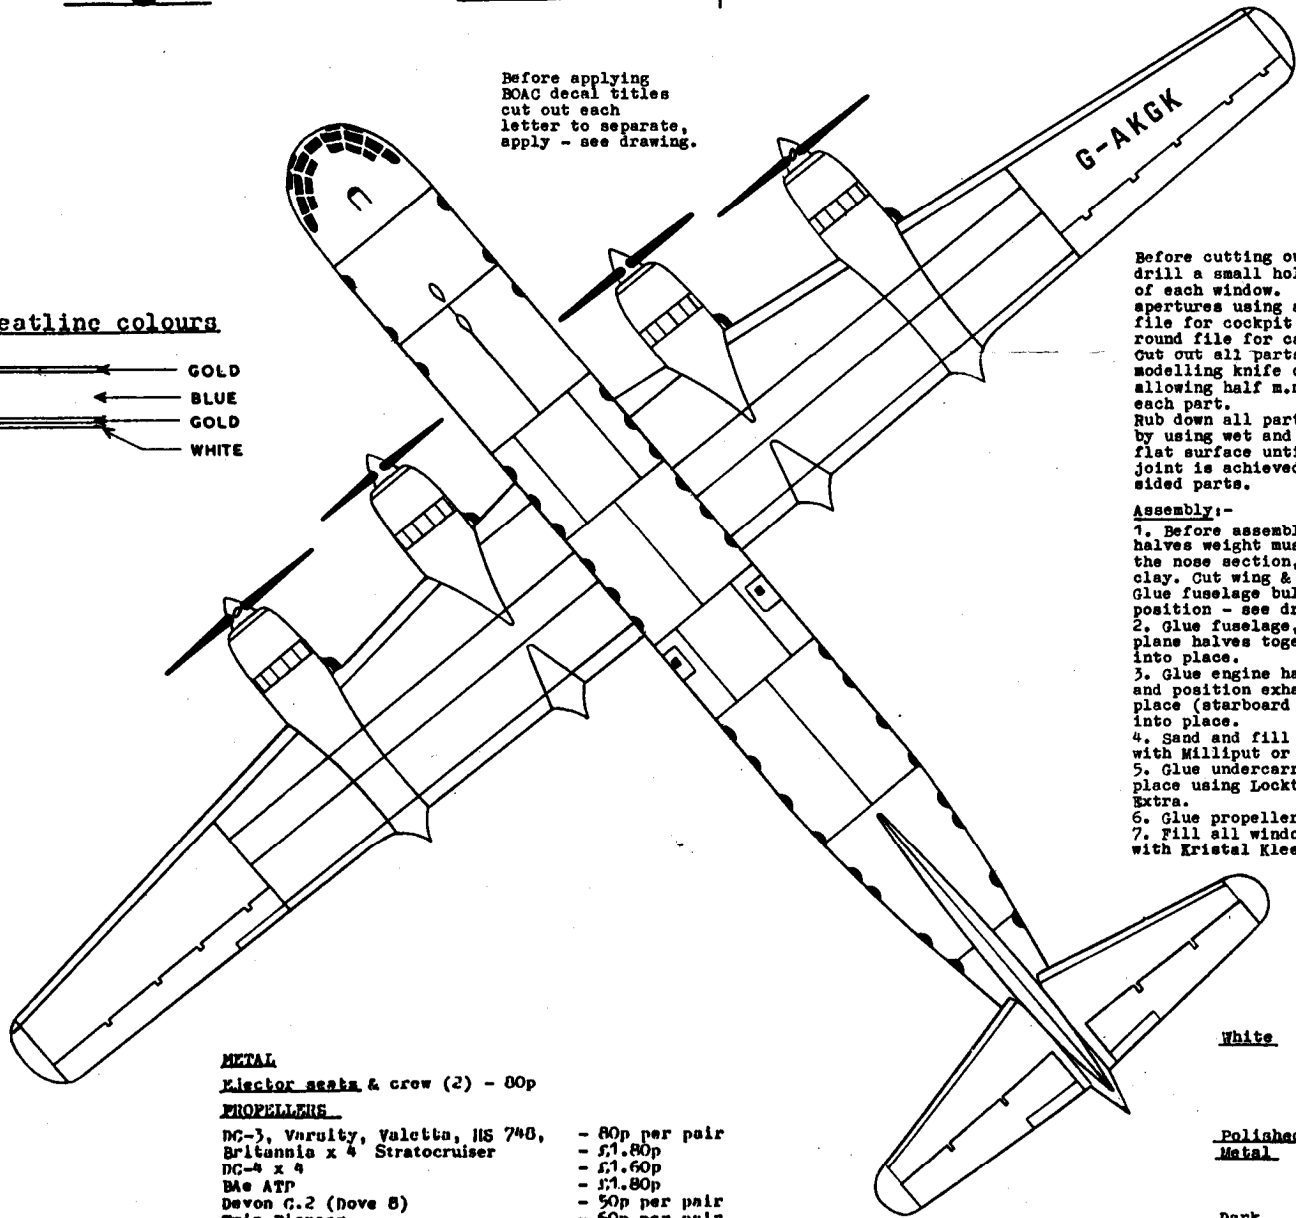 Before applying
BOAC decal titles
cut out each
letter to separate,
apply - see drawing.
G-AKGK
eatline colours
GOLD
BLUE
GOLD
WHITE
Before cutting ou
drill a small hol
of each window.
apertures using a
file for cockpit
round file for ca
Cut out all parts
modelling knife o
allowing half m.m
each part.
Rub down all part
by using wet and
flat surface unti
joint is achieved
sided parts.
Assembly:-
1. Before assembl
halves weight mus
the nose section,
clay. Cut wing &
Glue fuselage bul
position - see dr
2. Glue fuselage,
plane halves toge
into place.
3. Glue engine ha
and position exha
place (starboard
into place.
4. Sand and fill
with Milliput or
5. Glue undercarr
place using Lockt
Extra.
6. Glue propeller
7. Fill all windo
with Kristal Klee
METAL
Ejector seats & crew (2) - 80p
PROPELLERS
DC-3, Varsity, Valetta, HS 748, - 80p per pair
Britannia x 4 Stratocruiser - £1.80p
DC-4 x 4 - £1.60p
BAe ATP - £1.80p
Devon C.2 (Dove 8) - 50p per pair
Twin Pioneer - 60p per pair
White
Polished
Metal
Dark